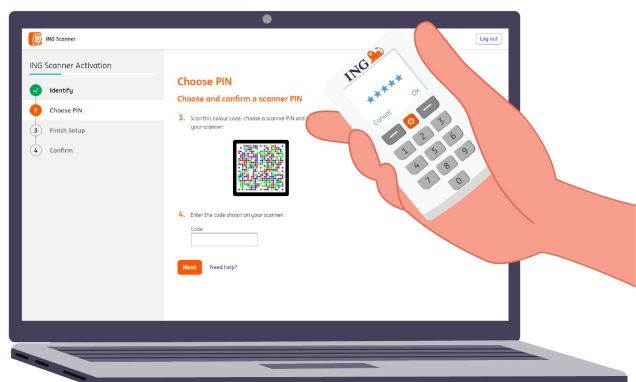 ING Scanner
Log out
ING Scanner Activation
Identify
2 Choose PIN
3 Finish Setup
4 Confirm
Choose PIN
Choose and confirm a scanner PIN
3. Scan this colour code, choose a scanner PIN and
your scanner:
4. Enter the code shown on your scanner:
Code
Next Need help?
ING
*****
Cancel OK
1 2 3
4 5 6
7 8 9
0